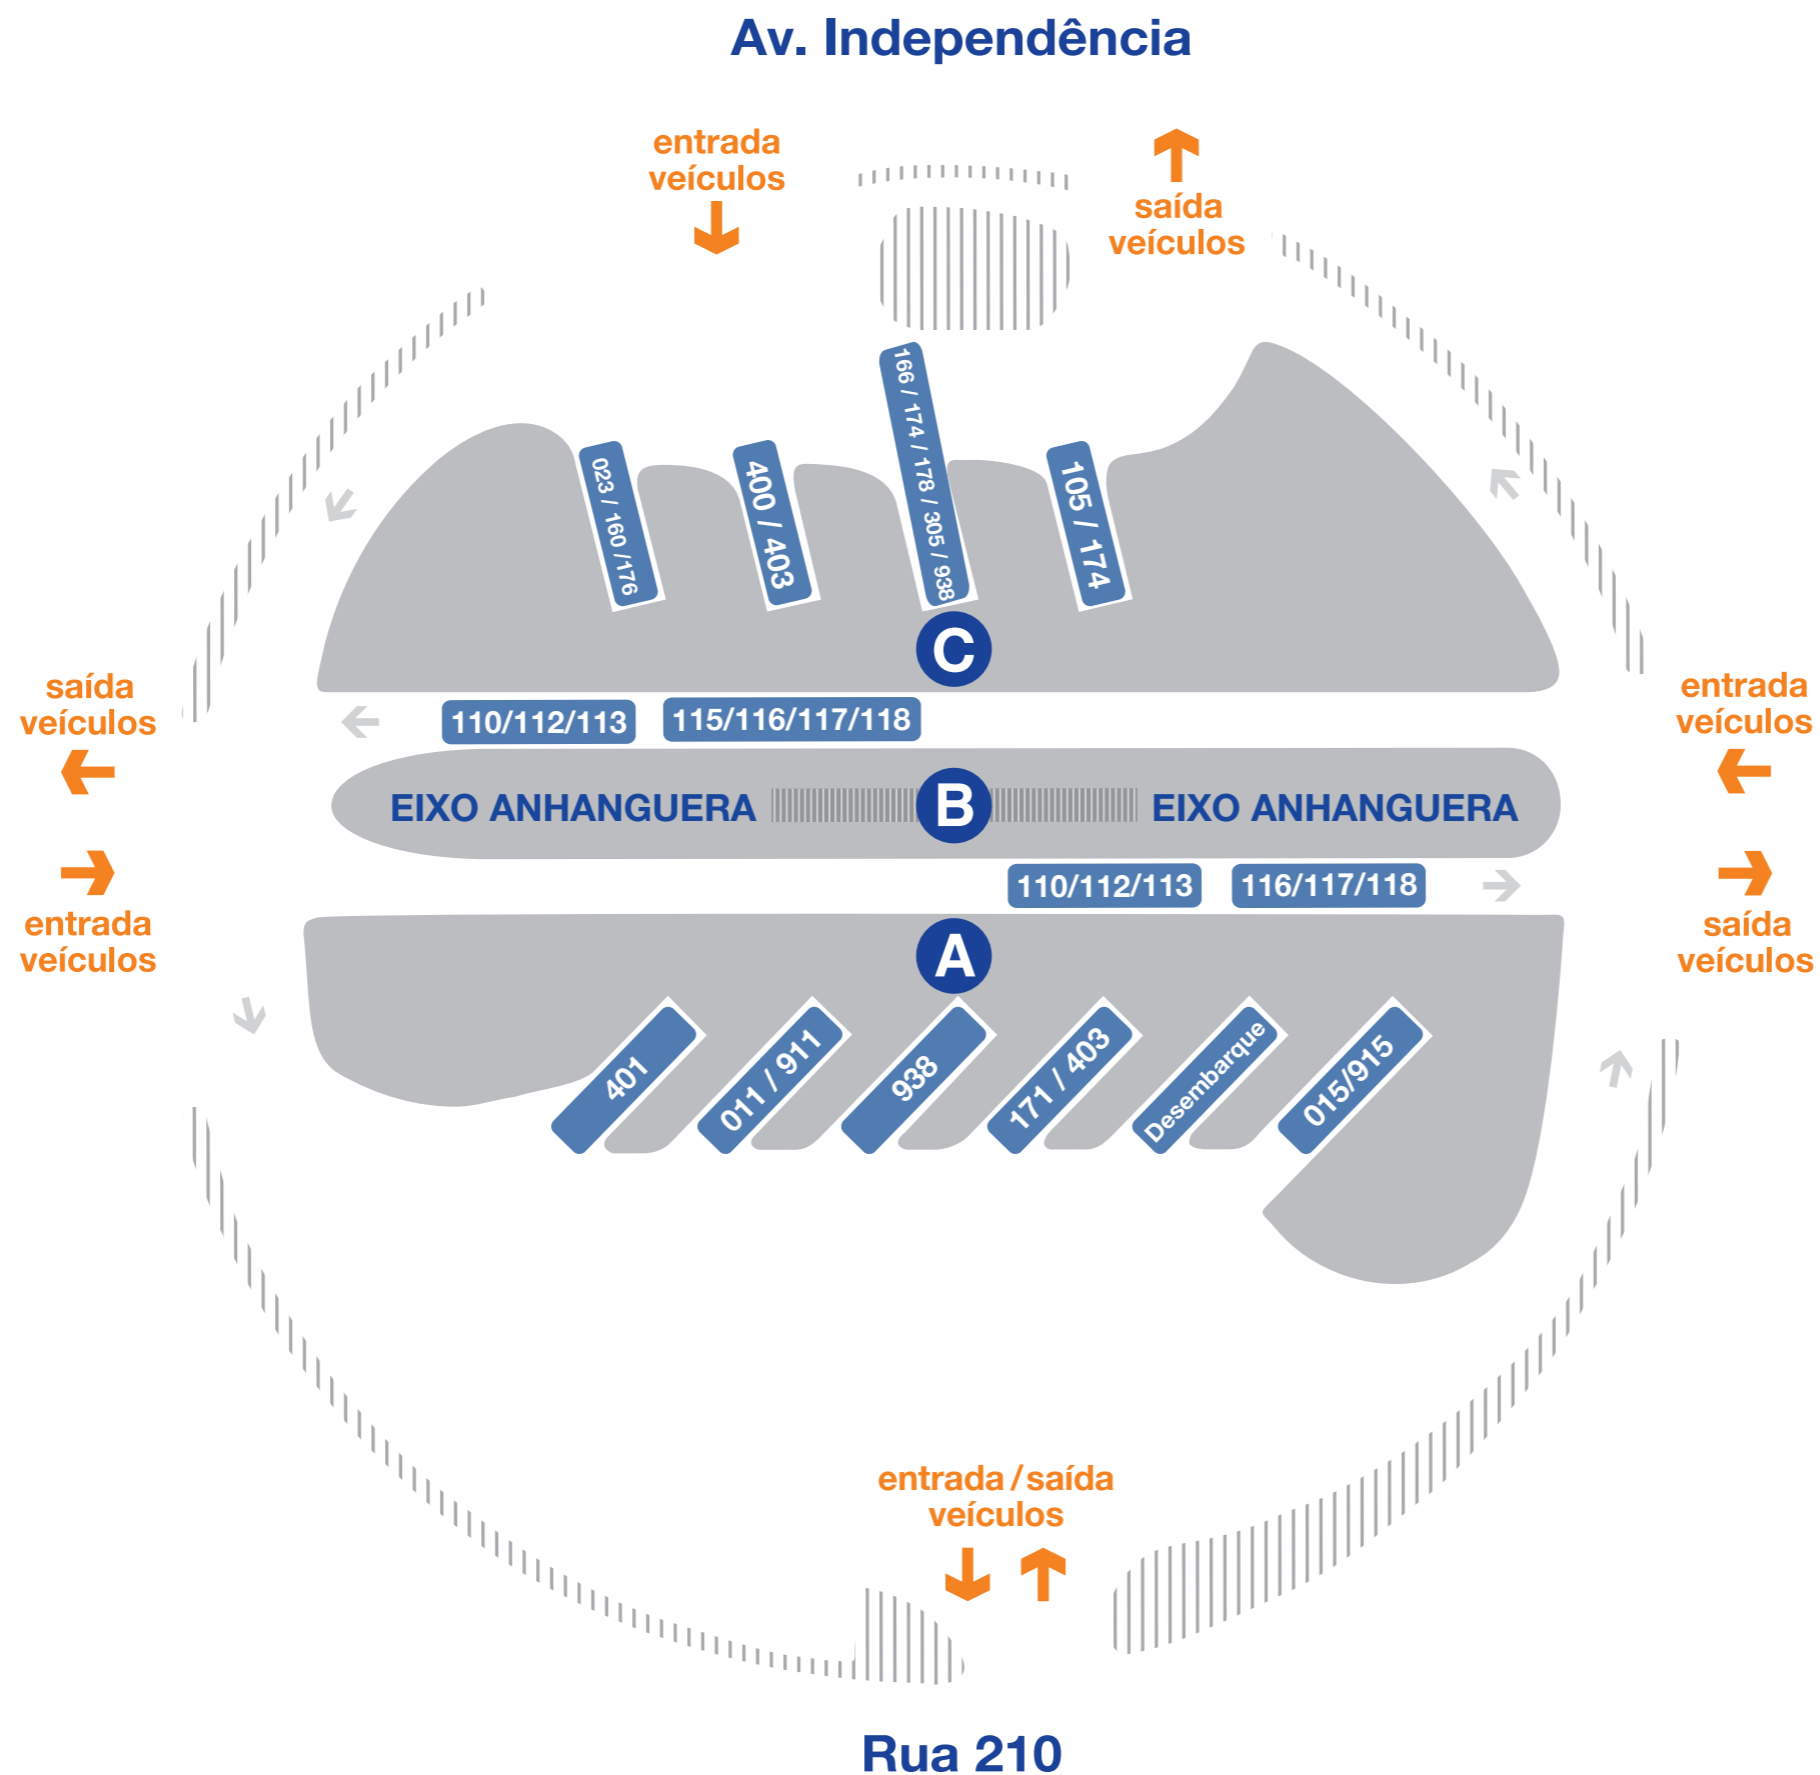 Av. Independência
entrada
veículos
saída
veículos
023 / 160 /176
400 / 403
166 / 174 / 178 / 305 / 938
105 / 174
C
saída
veículos
110/112/113
115/116/117/118
entrada
veículos
EIXO ANHANGUERA
B
EIXO ANHANGUERA
entrada
veículos
110/112/113
116/117/118
saída
veículos
A
401
011 / 911
938
171 / 403
Desembarque
015/915
entrada / saída
veículos
Rua 210